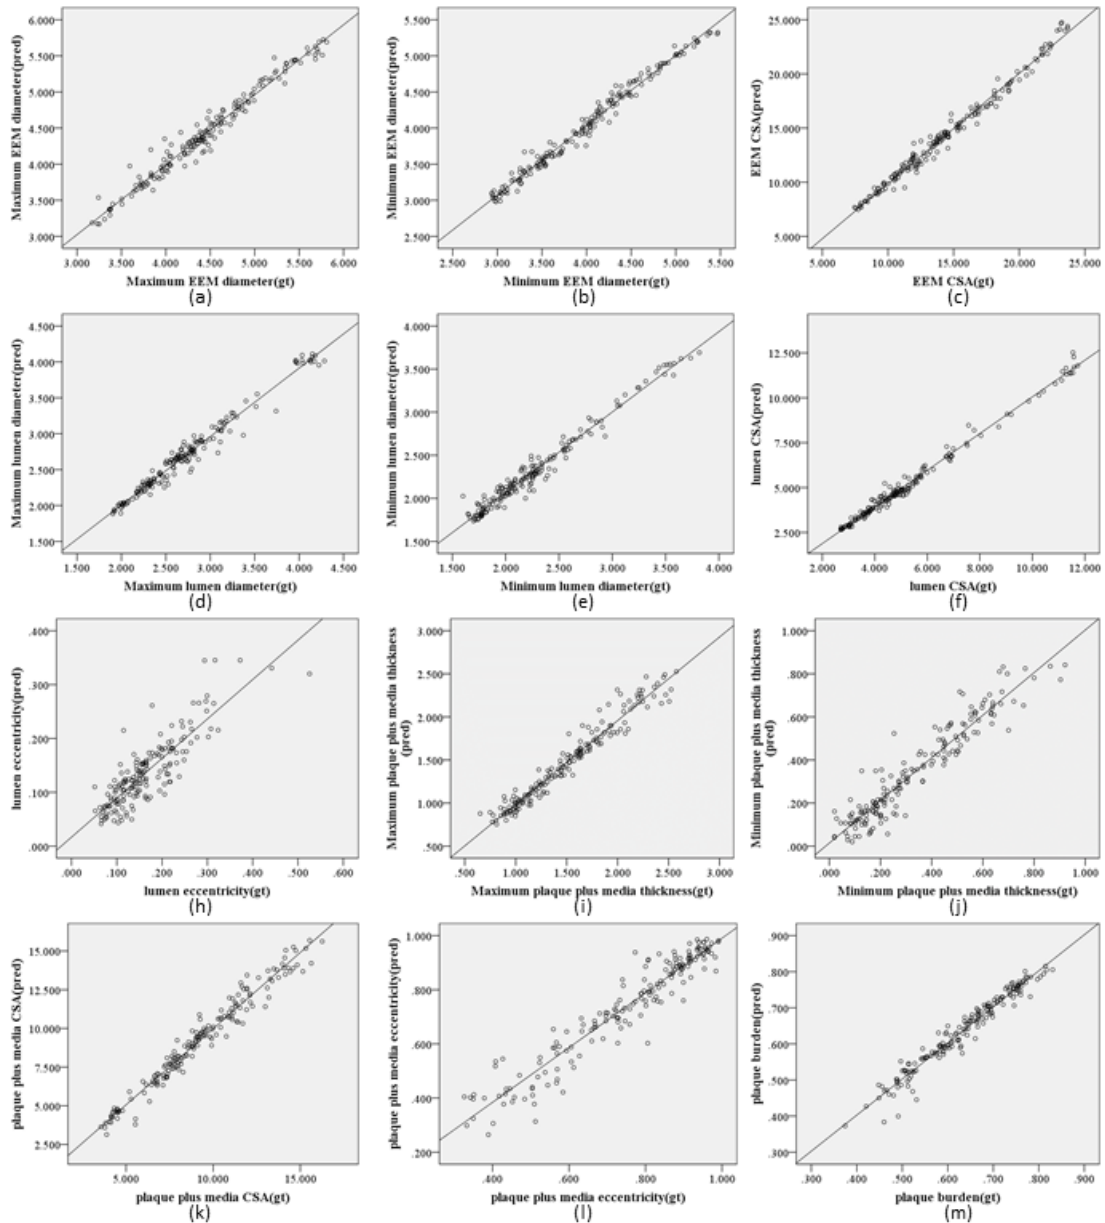 6.000
5.500
5.000
4.500
4.000
3.500
3.000
Maximum EEM diameter(pred)
3.000 3.500 4.000 4.500 5.000 5.500 6.000
Maximum EEM diameter(gt)
(a)
5.500
5.000
4.500
4.000
3.500
3.000
2.500
Minimum EEM diameter(pred)
2.500 3.000 3.500 4.000 4.500 5.000 5.500
Minimum EEM diameter(gt)
(b)
25.000
20.000
15.000
10.000
5.000
EEM CSA(pred)
5.000 10.000 15.000 20.000 25.000
EEM CSA(gt)
(c)
4.500
4.000
3.500
3.000
2.500
2.000
1.500
Maximum lumen diameter(pred)
1.500 2.000 2.500 3.000 3.500 4.000 4.500
Maximum lumen diameter(gt)
(d)
4.000
3.500
3.000
2.500
2.000
1.500
Minimum lumen diameter(pred)
1.500 2.000 2.500 3.000 3.500 4.000
Minimum lumen diameter(gt)
(e)
12.500
10.000
7.500
5.000
2.500
lumen CSA(pred)
2.000 4.000 6.000 8.000 10.000 12.000
lumen CSA(gt)
(f)
.400
.300
.200
.100
.000
lumen eccentricity(pred)
.000 .100 .200 .300 .400 .500 .600
lumen eccentricity(gt)
(h)
3.000
2.500
2.000
1.500
1.000
.500
Maximum plaque plus media thickness
(pred)
.500 1.000 1.500 2.000 2.500 3.000
Maximum plaque plus media thickness(gt)
(i)
1.000
.800
.600
.400
.200
.000
Minimum plaque plus media thickness
(pred)
.000 .200 .400 .600 .800 1.000
Minimum plaque plus media thickness(gt)
(j)
15.000
12.500
10.000
7.500
5.000
2.500
plaque plus media CSA(pred)
5.000 10.000 15.000
plaque plus media CSA(gt)
(k)
1.000
.800
.600
.400
.200
plaque plus media eccentricity(pred)
.400 .600 .800 1.000
plaque plus media eccentricity(gt)
(l)
.900
.800
.700
.600
.500
.400
.300
plaque burden(pred)
.300 .400 .500 .600 .700 .800 .900
plaque burden(gt)
(m)